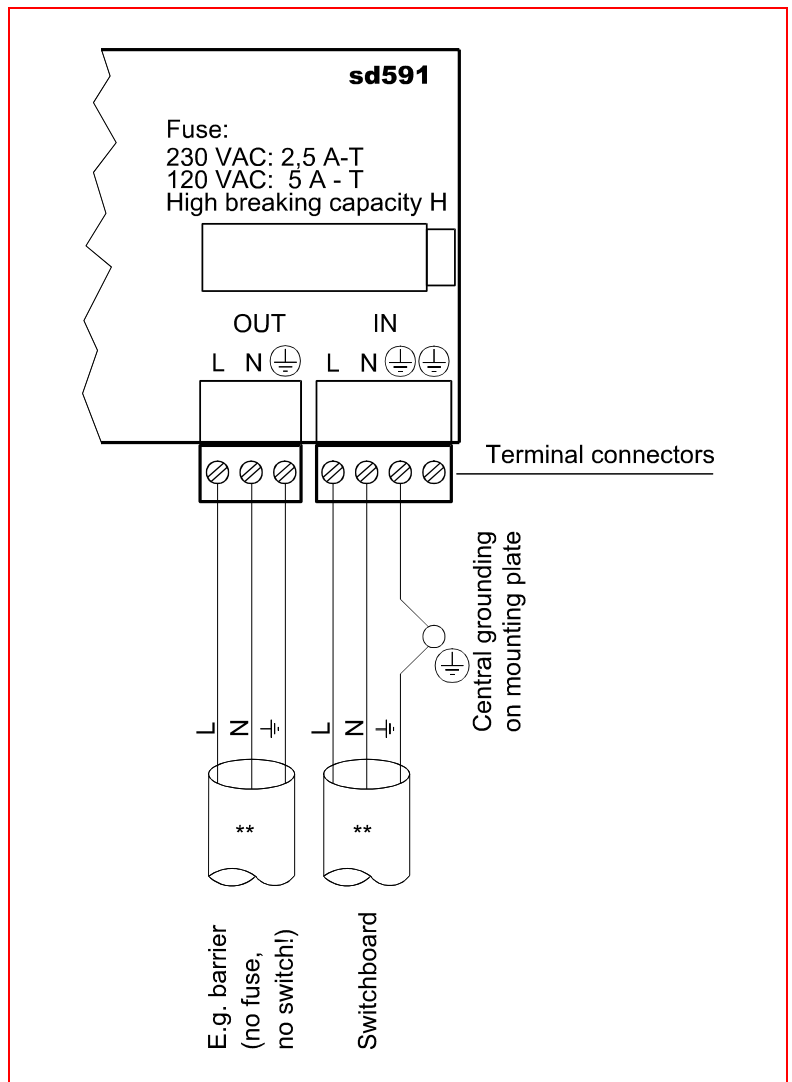 sd591
Fuse:
230 VAC: 2,5 A-T
120 VAC:  5 A - T
High breaking capacity H
OUT
IN
L N
L N
Terminal connectors
Central grounding
on mounting plate
L N
L N
**
**
E.g. barrier
(no fuse,
no switch!)
Switchboard